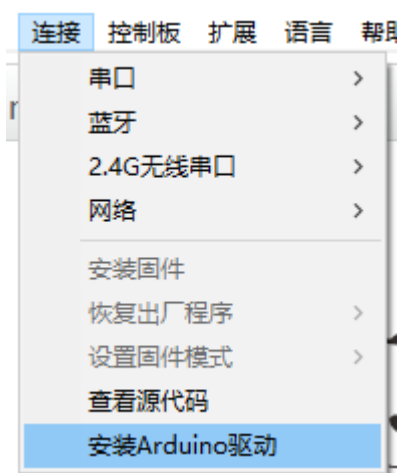 连接 控制板 扩展 语言
串口
蓝牙
2.4G无线串口
网络
安装固件
恢复出厂程序
设置固件模式
查看源代码
安装Arduino驱动